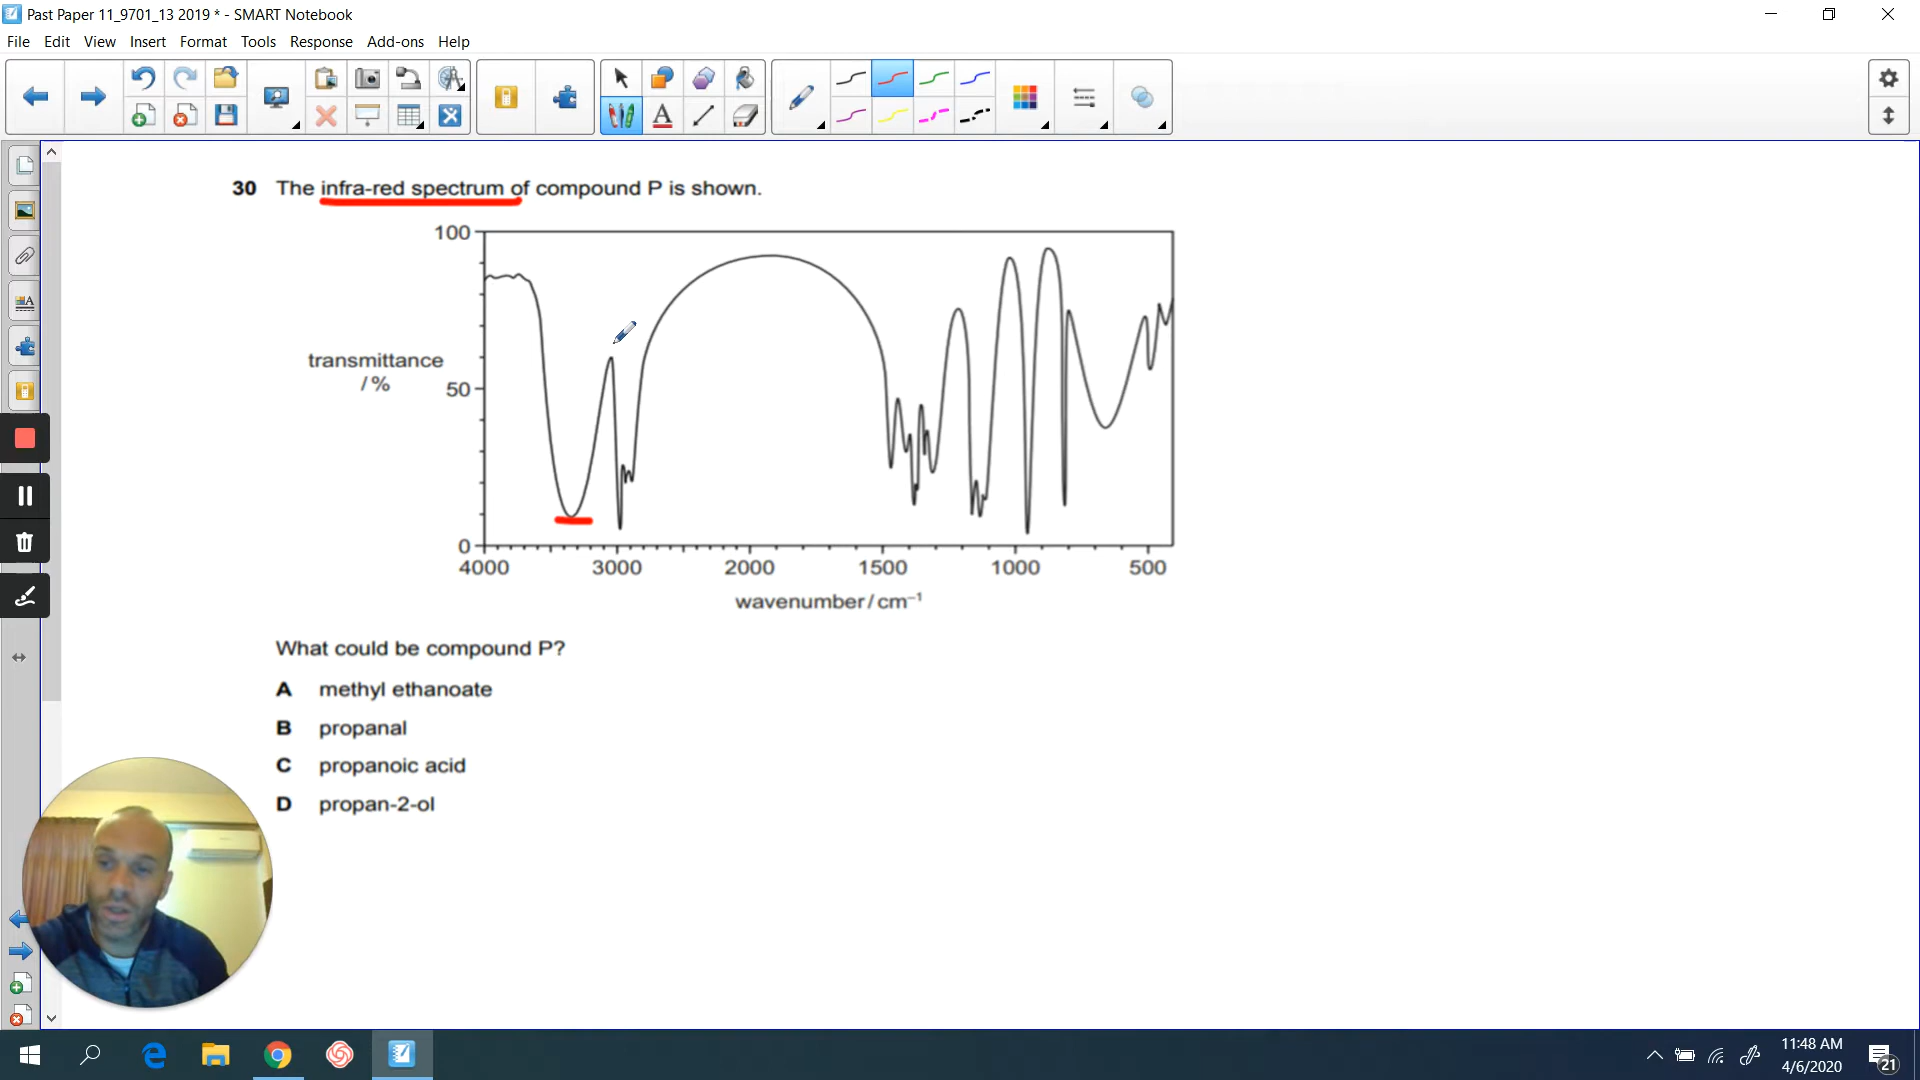 Past Paper 11_9701_13 2019 * - SMART Notebook
File Edit View Insert Format Tools Response Add-ons Help
30 The infra-red spectrum of compound P is shown.
100
transmittance
/ %
50
0
4000 3000 2000 1500 1000 500
wavenumber / cm⁻¹
What could be compound P?
A methyl ethanoate
B propanal
C propanoic acid
D propan-2-ol
11:48 AM
4/6/2020
21